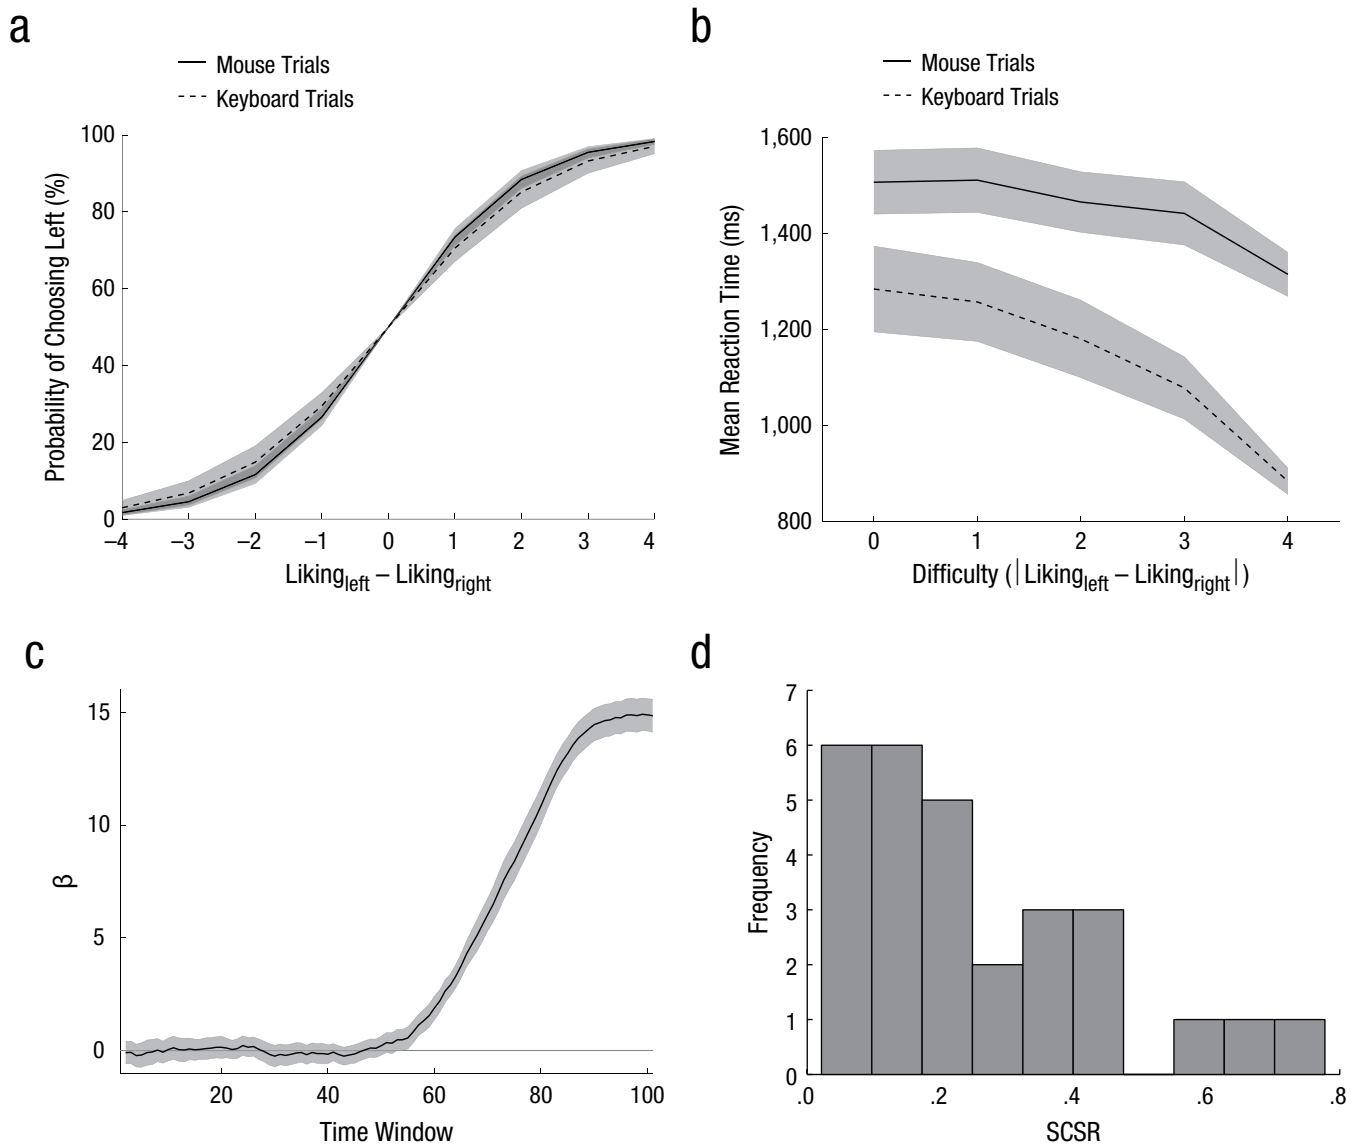 a
Mouse Trials
Keyboard Trials
100
80
60
40
20
0
Probability of Choosing Left (%)
–4 –3 –2 –1 0 1 2 3 4
Liking_left – Liking_right
b
Mouse Trials
Keyboard Trials
1,600
1,400
1,200
1,000
800
Mean Reaction Time (ms)
0 1 2 3 4
Difficulty (|Liking_left – Liking_right|)
c
15
10
5
0
β
20 40 60 80 100
Time Window
d
7
6
5
4
3
2
1
0
Frequency
.0 .2 .4 .6 .8
SCSR